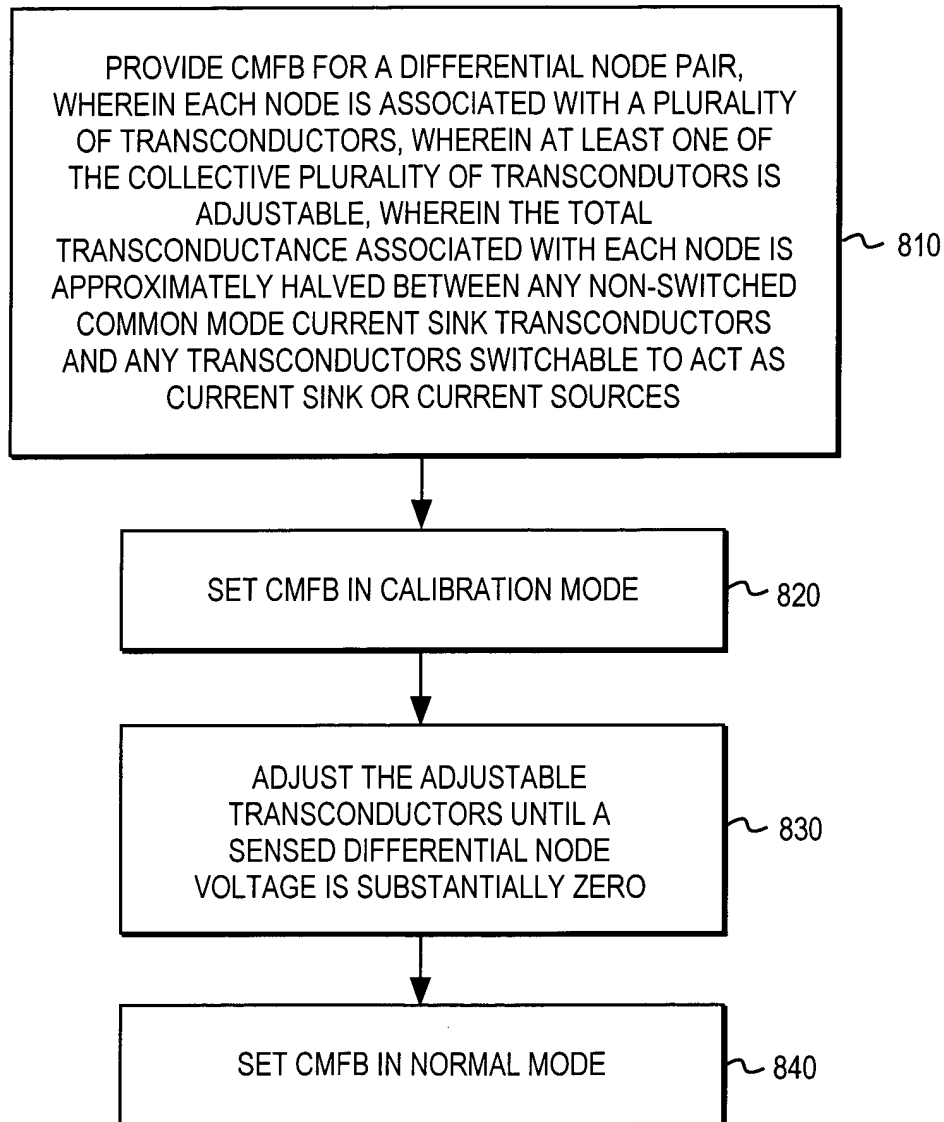 PROVIDE CMFB FOR A DIFFERENTIAL NODE PAIR,
WHEREIN EACH NODE IS ASSOCIATED WITH A PLURALITY
OF TRANSCONDUCTORS, WHEREIN AT LEAST ONE OF
THE COLLECTIVE PLURALITY OF TRANSCONDUTORS IS
ADJUSTABLE, WHEREIN THE TOTAL
TRANSCONDUCTANCE ASSOCIATED WITH EACH NODE IS
APPROXIMATELY HALVED BETWEEN ANY NON-SWITCHED
COMMON MODE CURRENT SINK TRANSCONDUCTORS
AND ANY TRANSCONDUCTORS SWITCHABLE TO ACT AS
CURRENT SINK OR CURRENT SOURCES
810
SET CMFB IN CALIBRATION MODE
820
ADJUST THE ADJUSTABLE
TRANSCONDUCTORS UNTIL A
SENSED DIFFERENTIAL NODE
VOLTAGE IS SUBSTANTIALLY ZERO
830
SET CMFB IN NORMAL MODE
840